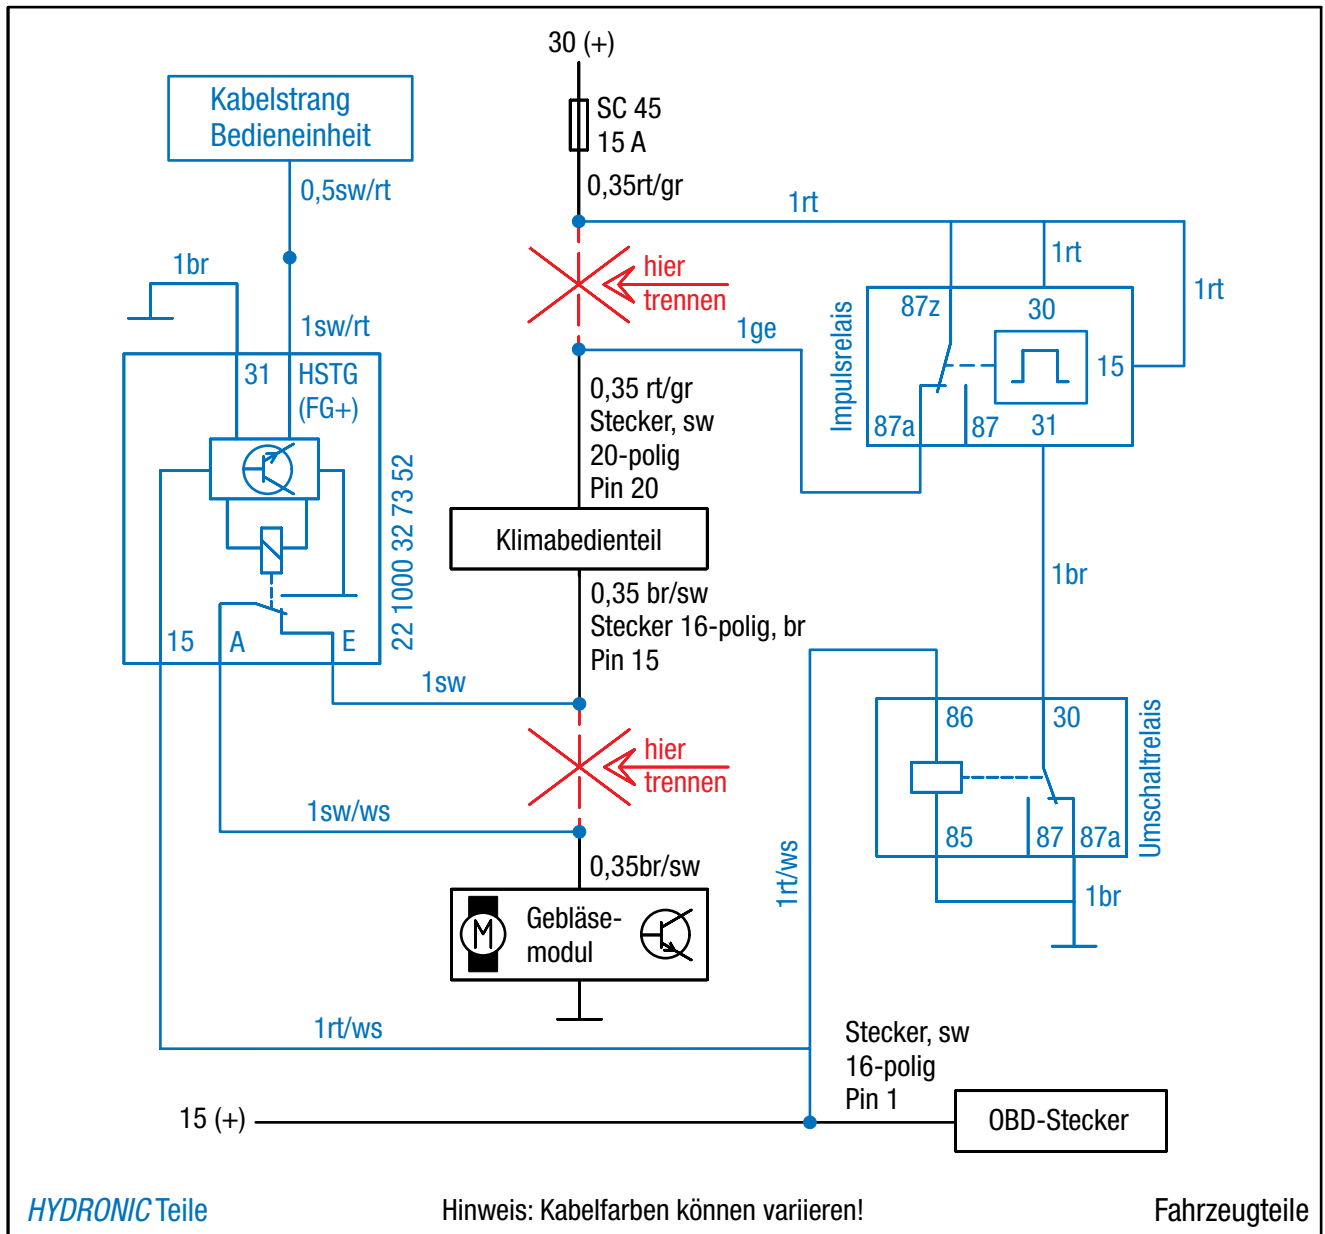 30 (+)
Kabelstrang
Bedieneinheit
SC 45
15 A
0,5sw/rt
0,35rt/gr
1rt
1br
hier
trennen
1rt
1rt
1sw/rt
1ge
Impulsrelais
87z
30
15
87a
87
31
31
HSTG
(FG+)
0,35 rt/gr
Stecker, sw
20-polig
Pin 20
22 1000 32 73 52
Klimabedienteil
1br
0,35 br/sw
Stecker 16-polig, br
Pin 15
15
A
E
1sw
hier
trennen
86
30
Umschaltrelais
85
87
87a
1sw/ws
1rt/ws
1br
0,35br/sw
M
Gebläse-
modul
1rt/ws
Stecker, sw
16-polig
Pin 1
15 (+)
OBD-Stecker
HYDRONIC Teile
Hinweis: Kabelfarben können variieren!
Fahrzeugteile